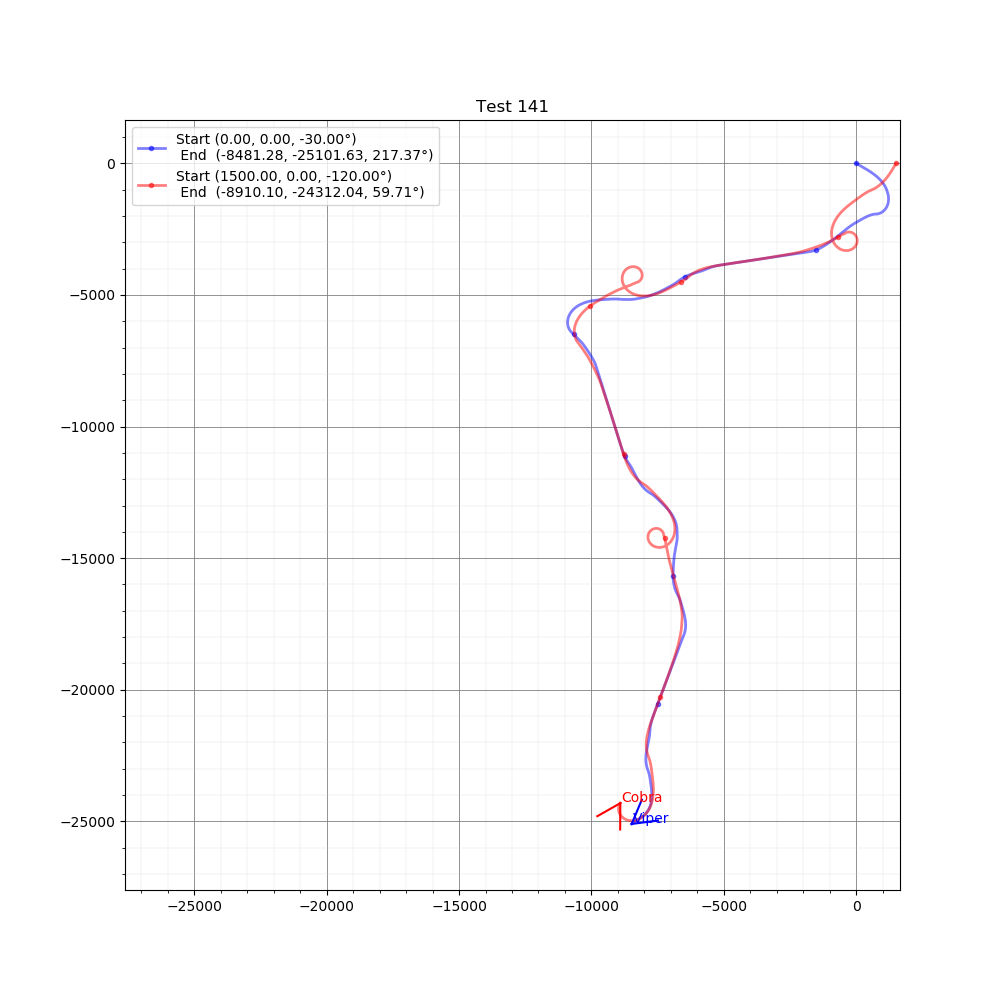 Test 141
Start (0.00, 0.00, -30.00°)
End (-8481.28, -25101.63, 217.37°)
Start (1500.00, 0.00, -120.00°)
End (-8910.10, -24312.04, 59.71°)
0
−5000
−10000
−15000
−20000
−25000
Cobra
Viper
−25000 −20000 −15000 −10000 −5000 0